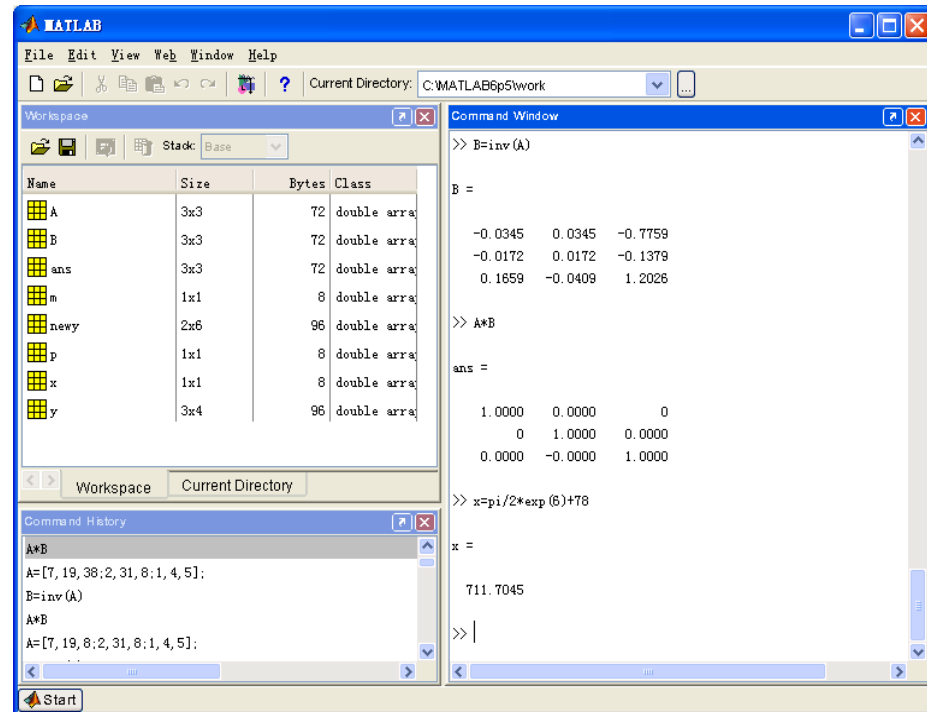 MATLAB
File Edit View Web Window Help
Current Directory: C:\MATLAB6p5\work ...
Workspace
Stack: Base
Name Size Bytes Class
A 3x3 72 double array
B 3x3 72 double array
ans 3x3 72 double array
m 1x1 8 double array
newy 2x6 96 double array
p 1x1 8 double array
x 1x1 8 double array
y 3x4 96 double array
Workspace Current Directory
Command History
A*B
A=[7,19,38;2,31,8;1,4,5];
B=inv(A)
A*B
A=[7,19,8;2,31,8;1,4,5];
Command Window
>> B=inv(A)
B =
-0.0345 0.0345 -0.7759
-0.0172 0.0172 -0.1379
0.1659 -0.0409 1.2026
>> A*B
ans =
1.0000 0.0000 0
0 1.0000 0.0000
0.0000 -0.0000 1.0000
>> x=pi/2*exp(6)+78
x =
711.7045
>>
Start